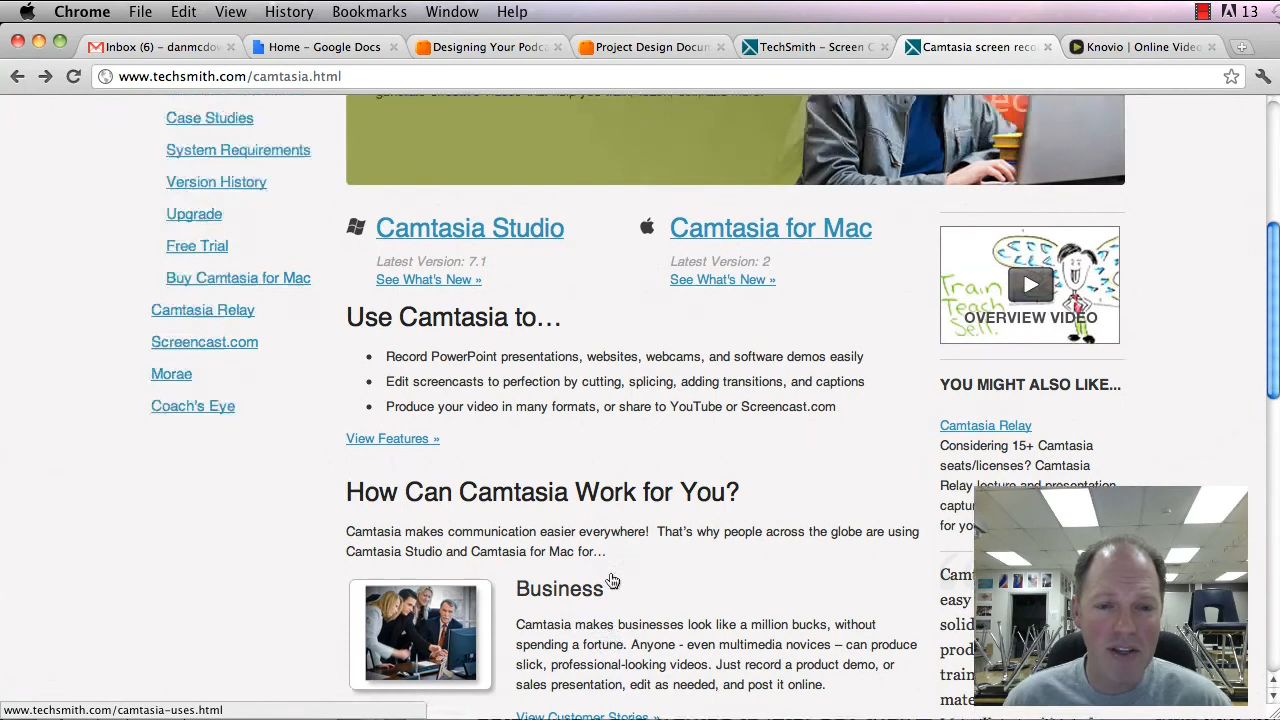 Chrome File Edit View History Bookmarks Window Help 13
Inbox (6) – danmcdov
Home – Google Docs
Designing Your Podca
Project Design Docum
Techsmith – Screen C
Camtasia screen reco
Knovio | Online Video
www.techsmith.com/camtasia.html
Case Studies
System Requirements
Version History
Upgrade
Free Trial
Buy Camtasia for Mac
Camtasia Relay
Screencast.com
Morae
Coach's Eye
Camtasia Studio
Latest Version: 7.1
See What's New »
Camtasia for Mac
Latest Version: 2
See What's New »
Use Camtasia to…
• Record PowerPoint presentations, websites, webcams, and software demos easily
• Edit screencasts to perfection by cutting, splicing, adding transitions, and captions
• Produce your video in many formats, or share to YouTube or Screencast.com
View Features »
How Can Camtasia Work for You?
Camtasia makes communication easier everywhere! That's why people across the globe are using
Camtasia Studio and Camtasia for Mac for…
Business
Camtasia makes businesses look like a million bucks, without
spending a fortune. Anyone - even multimedia novices – can produce
slick, professional-looking videos. Just record a product demo, or
sales presentation, edit as needed, and post it online.
View Customer Stories »
Train
Teach
Sell.
OVERVIEW VIDEO
YOU MIGHT ALSO LIKE...
Camtasia Relay
Considering 15+ Camtasia
seats/licenses? Camtasia
Relay lecture and presentation
captu
for yo
Camt
easy
solid
prod
train
mate
www.techsmith.com/camtasia-uses.html